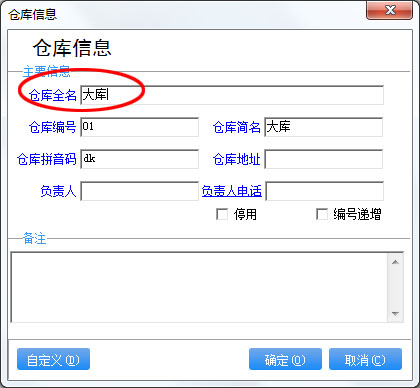 仓库信息
仓库信息
主要信息
仓库全名 大库
仓库编号 01 仓库简名 大库
仓库拼音码 dk 仓库地址
负责人 负责人电话
停用 编号递增
备注
自定义(D) 确定(O) 取消(C)